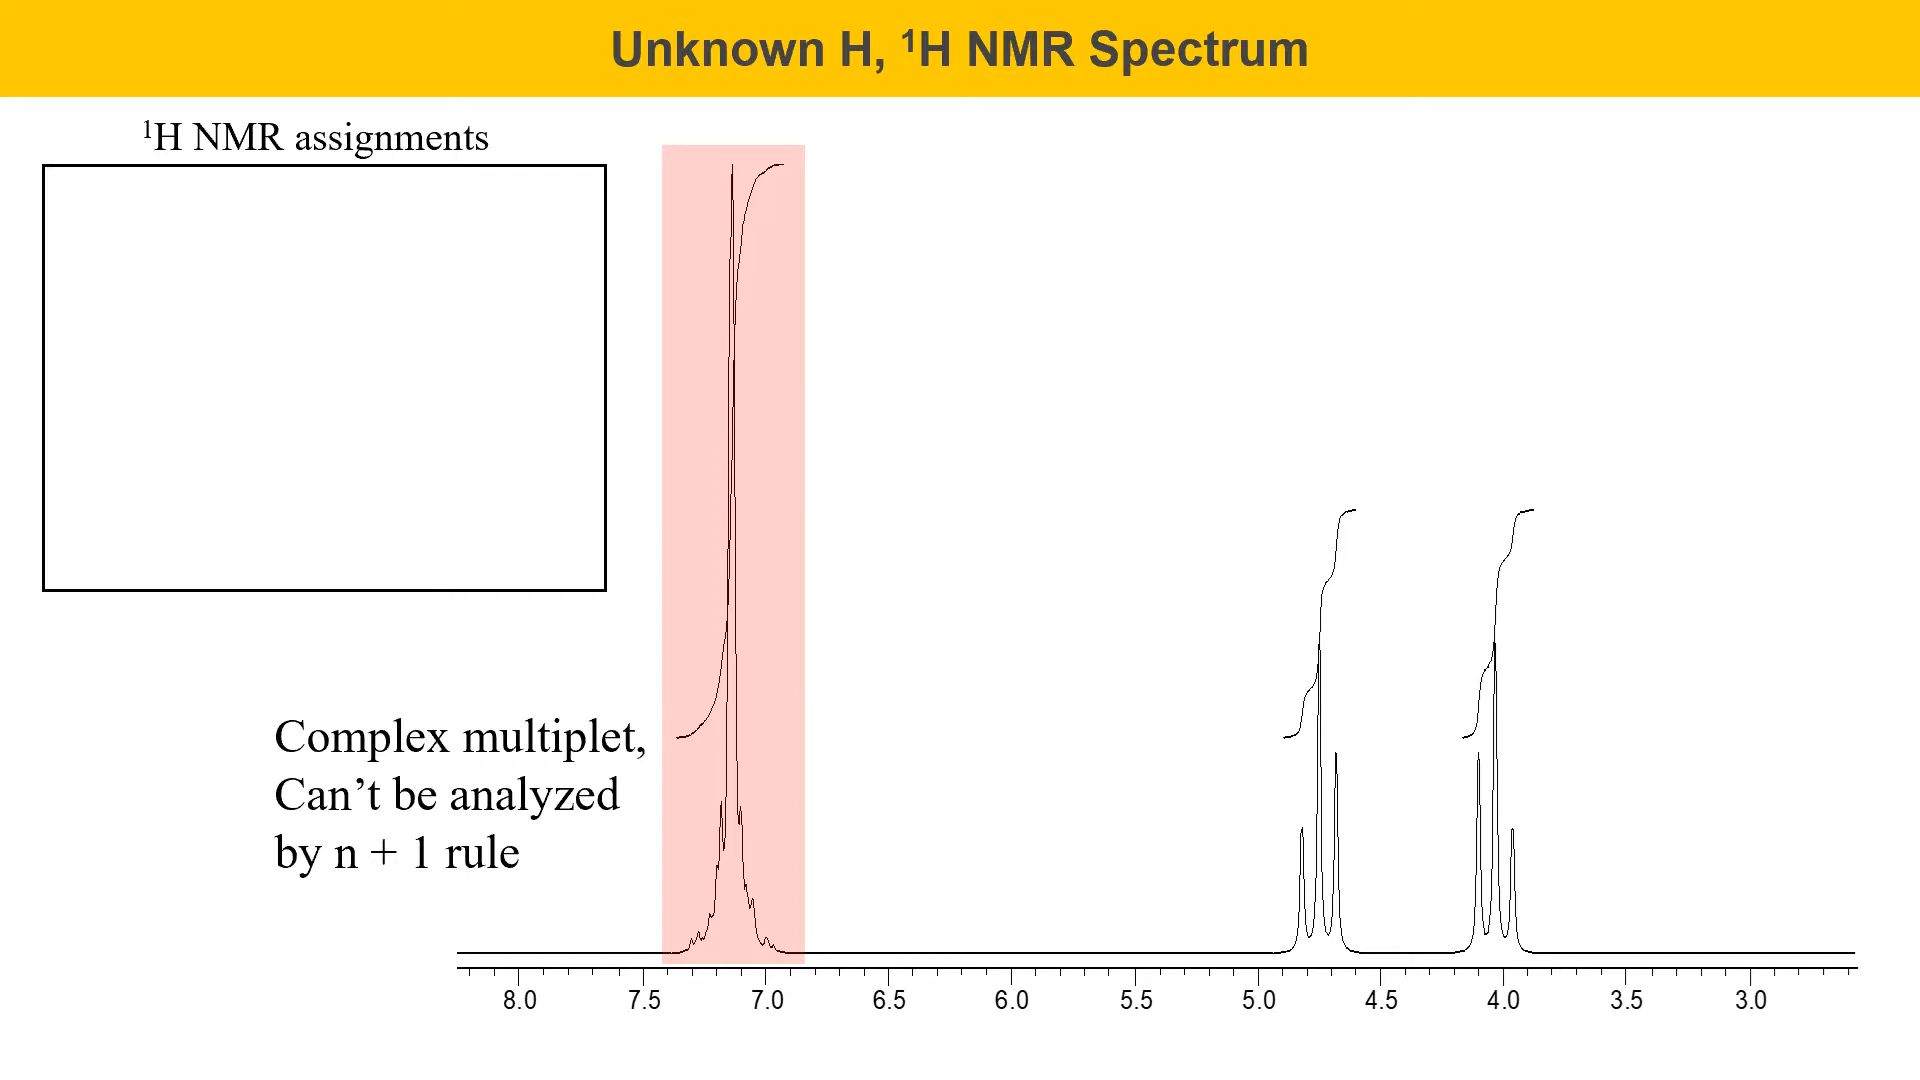 Unknown H, ¹H NMR Spectrum
¹H NMR assignments
Complex multiplet,
Can’t be analyzed
by n + 1 rule
8.0 7.5 7.0 6.5 6.0 5.5 5.0 4.5 4.0 3.5 3.0